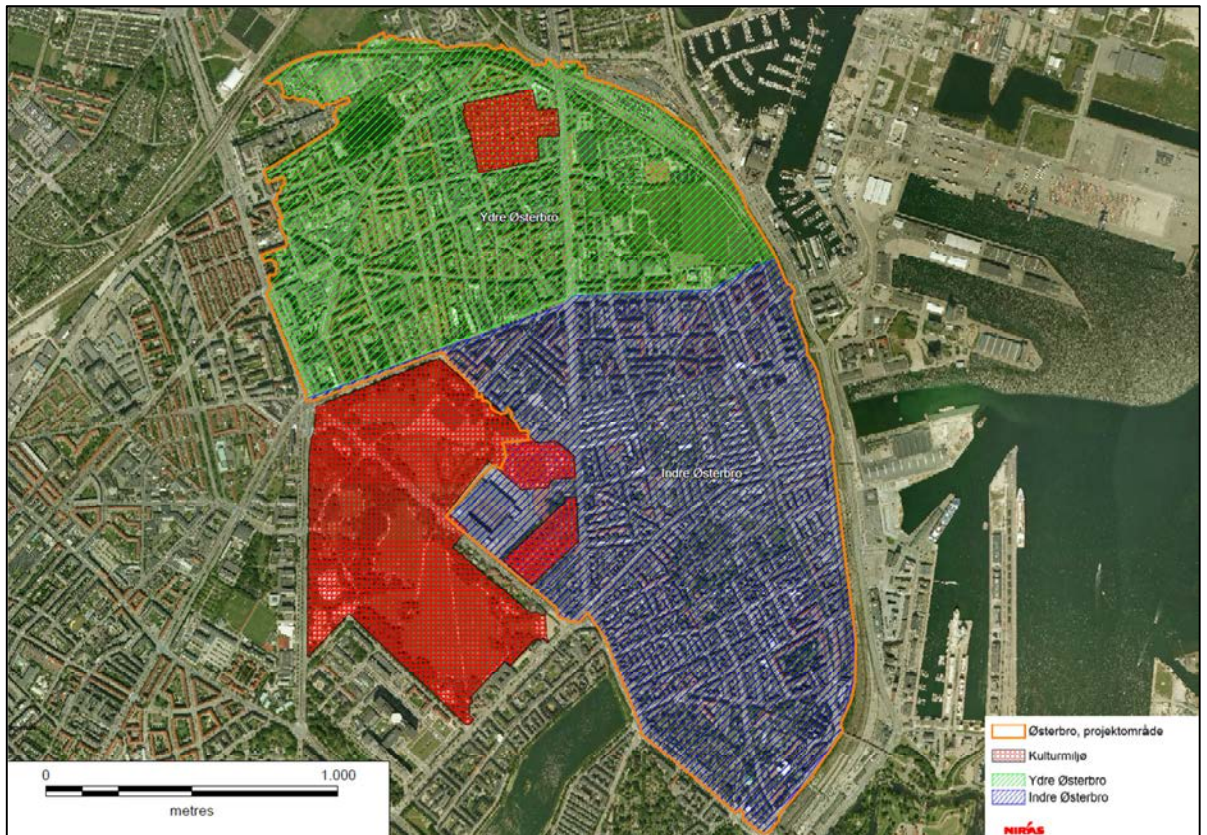 Ydre Østerbro
Indre Østerbro
Østerbro, projektområde
Kulturmiljø
Ydre Østerbro
Indre Østerbro
NIRAS
0 1.000
metres